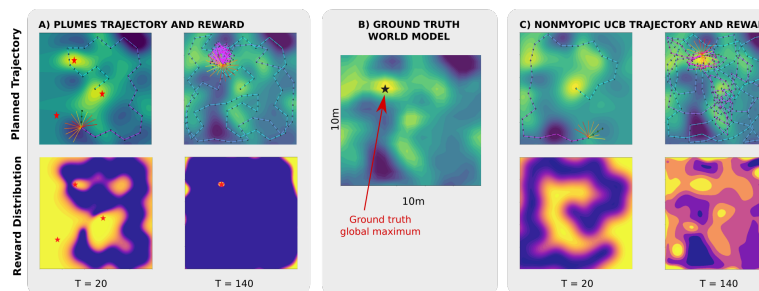 A) PLUMES TRAJECTORY AND REWARD
B) GROUND TRUTH
WORLD MODEL
C) NONMYOPIC UCB TRAJECTORY AND
Planned Trajectory
Reward Distribution
10m
10m
Ground truth
global maximum
T = 20
T = 140
T = 20
T = 140